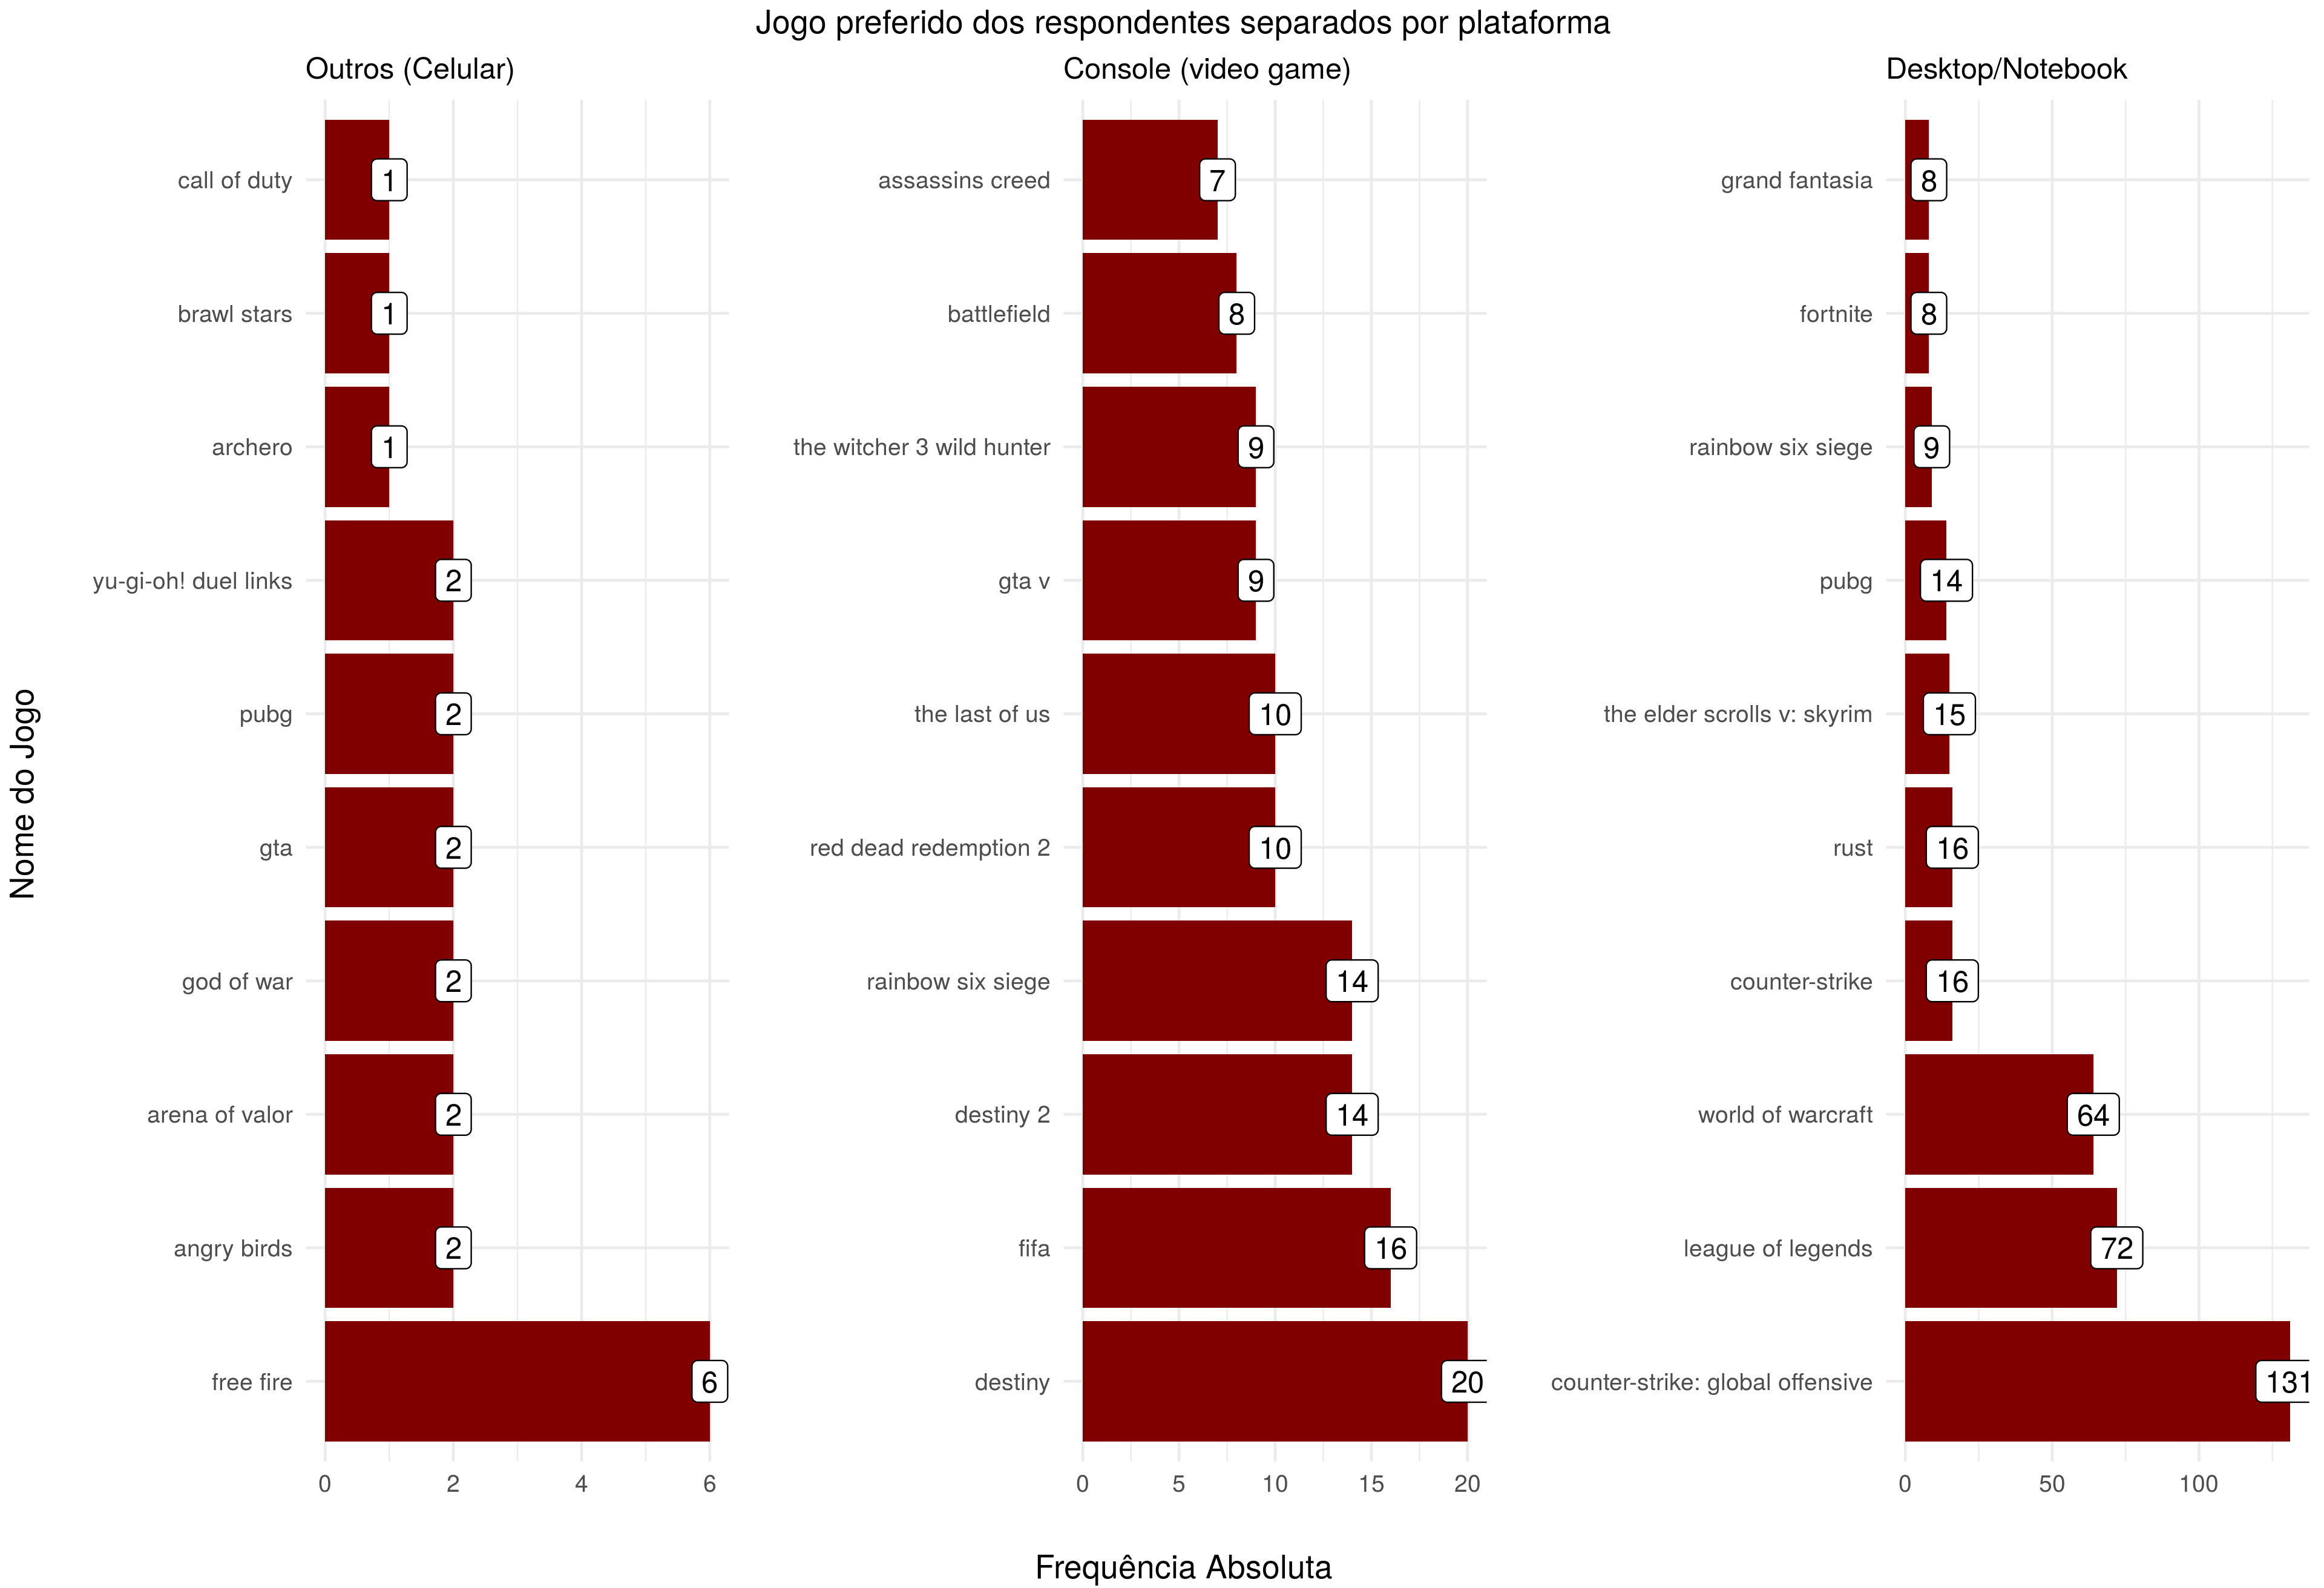 Jogo preferido dos respondentes separados por plataforma
Outros (Celular)
call of duty 1
brawl stars 1
archero 1
yu-gi-oh! duel links 2
pubg 2
gta 2
god of war 2
arena of valor 2
angry birds 2
free fire 6
0 2 4 6
Console (video game)
assassins creed 7
battlefield 8
the witcher 3 wild hunter 9
gta v 9
the last of us 10
red dead redemption 2 10
rainbow six siege 14
destiny 2 14
fifa 16
destiny 20
0 5 10 15 20
Desktop/Notebook
grand fantasia 8
fortnite 8
rainbow six siege 9
pubg 14
the elder scrolls v: skyrim 15
rust 16
counter-strike 16
world of warcraft 64
league of legends 72
counter-strike: global offensive 131
0 50 100
Nome do Jogo
Frequência Absoluta